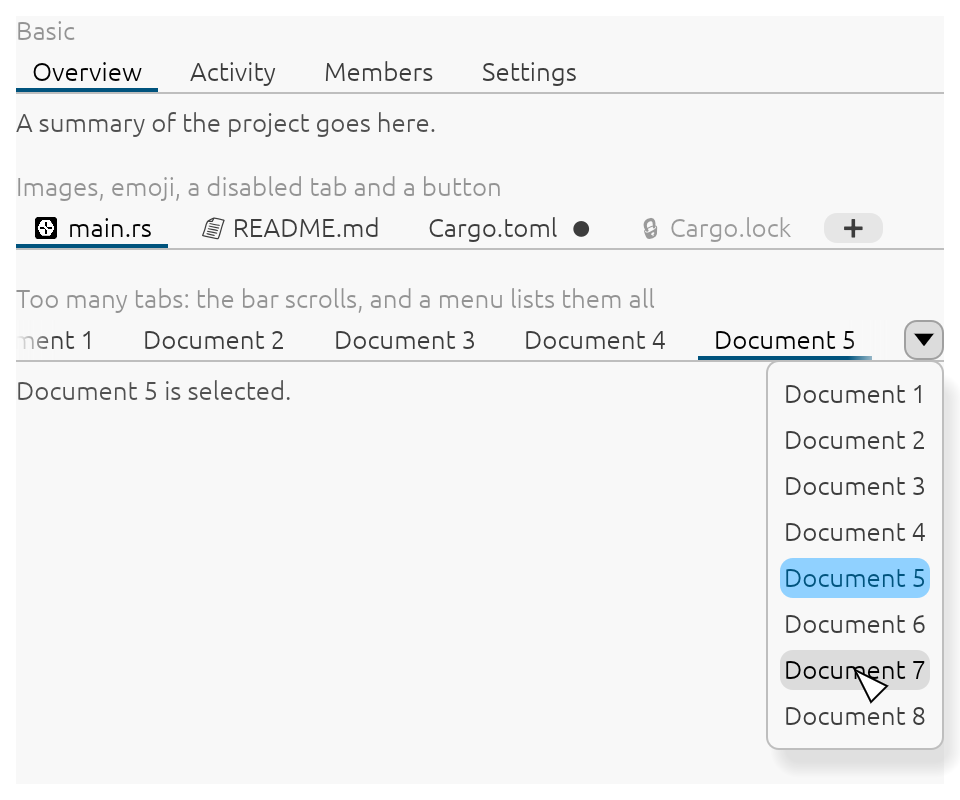 Basic
Overview Activity Members Settings
A summary of the project goes here.
Images, emoji, a disabled tab and a button
main.rs README.md Cargo.toml Cargo.lock +
Too many tabs: the bar scrolls, and a menu lists them all
ment 1 Document 2 Document 3 Document 4 Document 5
Document 5 is selected.
Document 1
Document 2
Document 3
Document 4
Document 5
Document 6
Document 7
Document 8